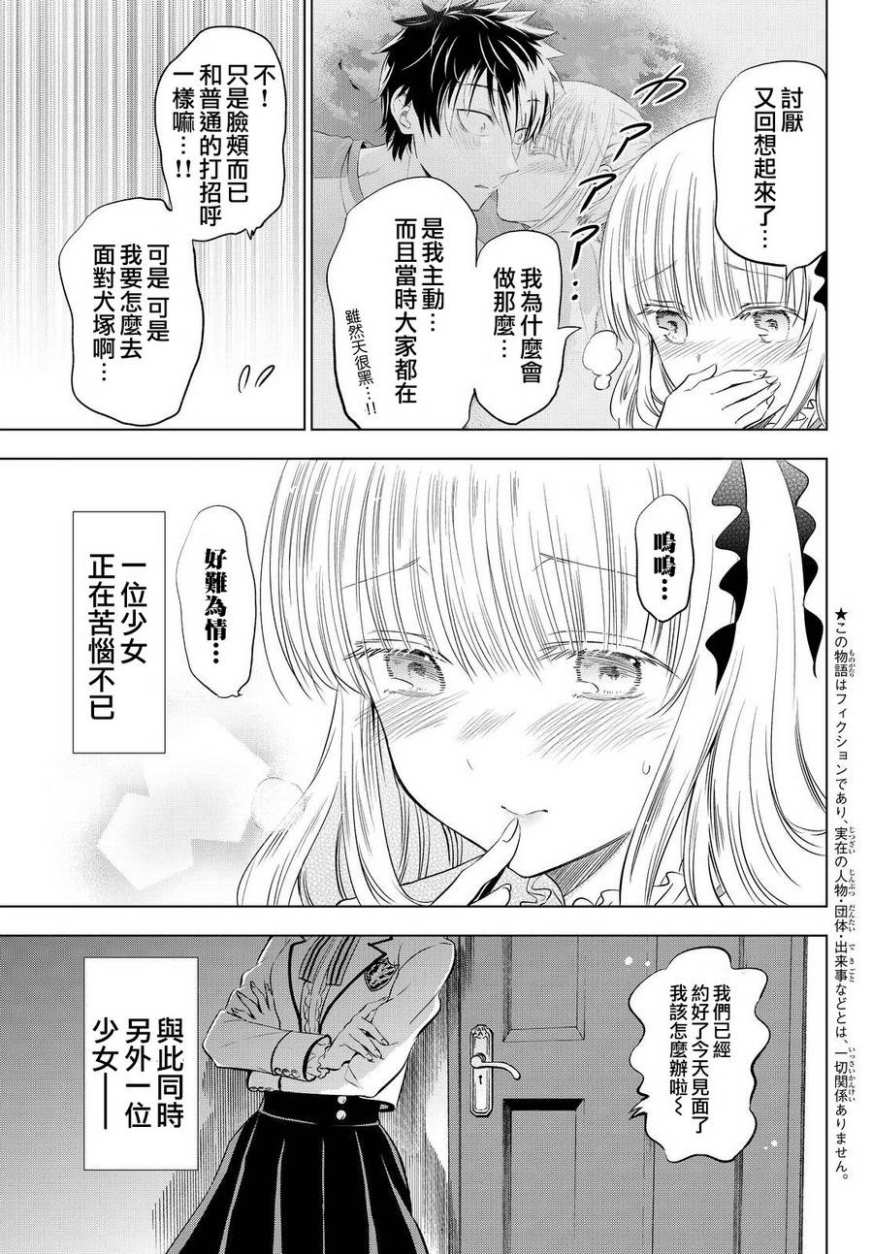 討厭
又回想起來了…
我為什麼會
做那麼…
是我主動…
而且當時大家都在
雖然天很黑…!!
不！
只是臉頰而已
和普通的打招呼
一樣嘛…!!
可是 可是
我要怎麼去
面對犬塚啊…
嗚嗚…
好難為情…
一位少女
正在苦惱不已
我們已經
約好了今天見面了
我該怎麼辦啦~
與此同時
另外一位
少女——
★この物語はフィクションであり、実在の人物・団体・出来事などとは、一切関係ありません。